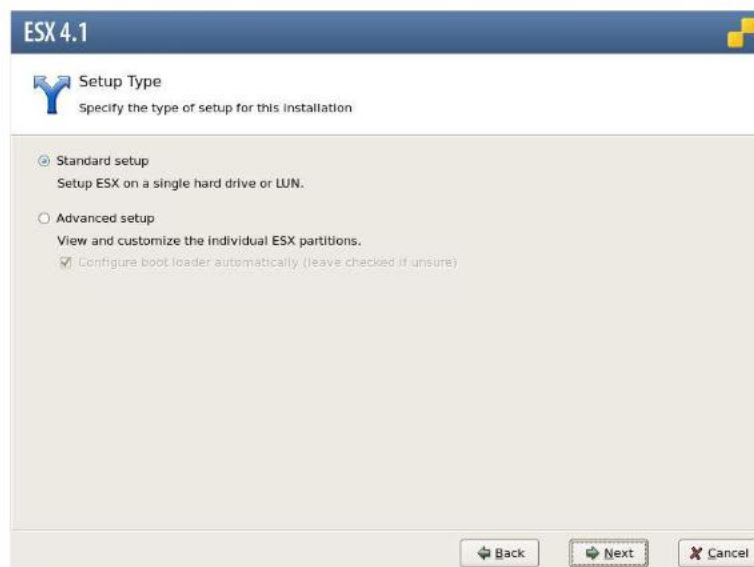 ESX 4.1
Setup Type
Specify the type of setup for this installation
Standard setup
Setup ESX on a single hard drive or LUN.
Advanced setup
View and customize the individual ESX partitions.
Configure boot loader automatically (leave checked if unsure)
Back
Next
Cancel